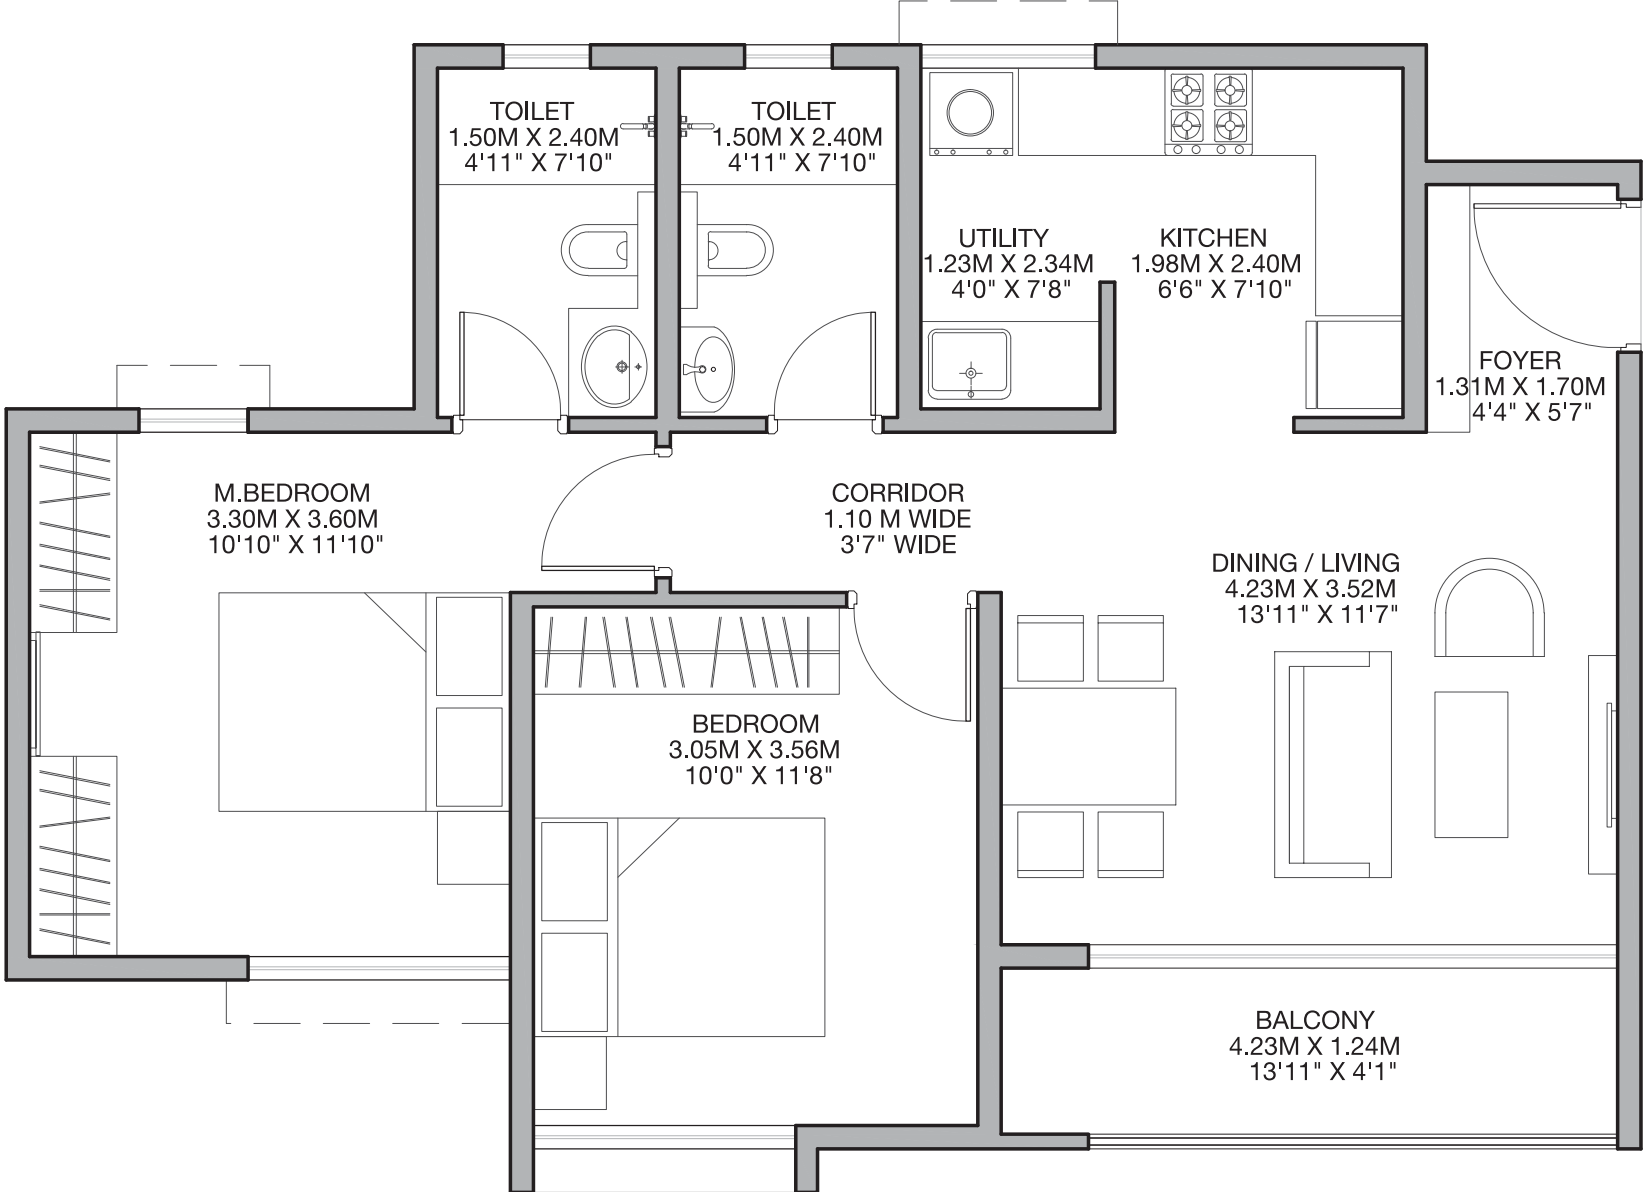 TOILET
1.50M X 2.40M
4'11" X 7'10"
TOILET
1.50M X 2.40M
4'11" X 7'10"
UTILITY
1.23M X 2.34M
4'0" X 7'8"
KITCHEN
1.98M X 2.40M
6'6" X 7'10"
FOYER
1.31M X 1.70M
4'4" X 5'7"
M.BEDROOM
3.30M X 3.60M
10'10" X 11'10"
CORRIDOR
1.10 M WIDE
3'7" WIDE
DINING / LIVING
4.23M X 3.52M
13'11" X 11'7"
BEDROOM
3.05M X 3.56M
10'0" X 11'8"
BALCONY
4.23M X 1.24M
13'11" X 4'1"